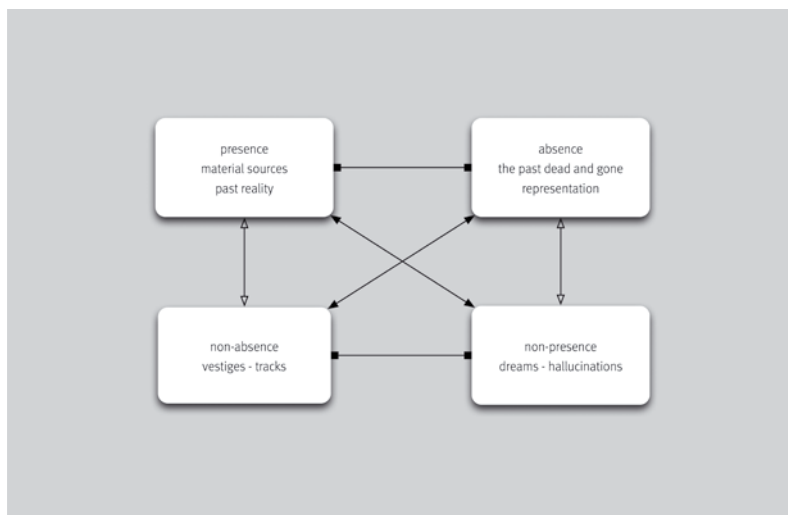 presence
material sources
past reality
absence
the past dead and gone
representation
non-absence
vestiges - tracks
non-presence
dreams - hallucinations